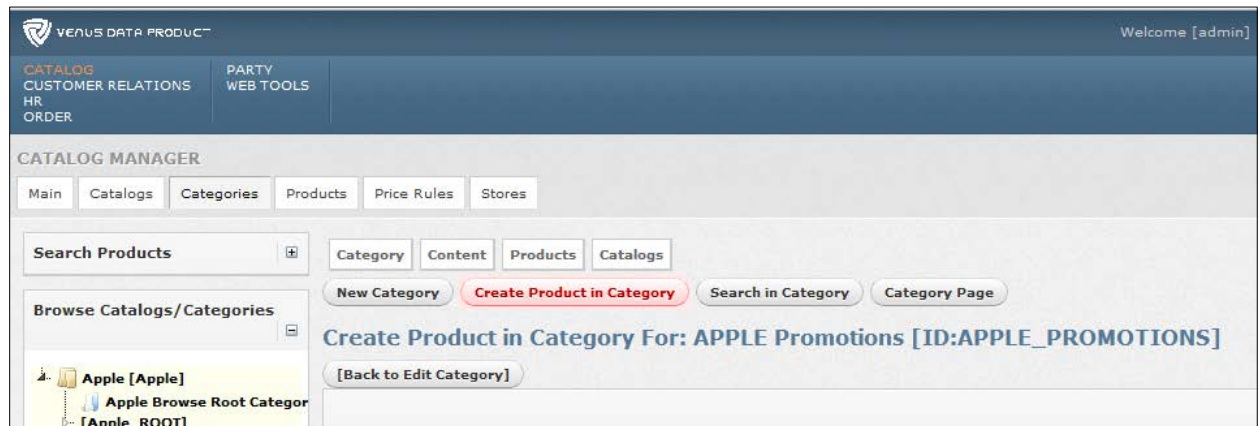 VENUS DATA PRODUCT
Welcome [admin]
CATALOG
CUSTOMER RELATIONS
HR
ORDER
PARTY
WEB TOOLS
CATALOG MANAGER
Main Catalogs Categories Products Price Rules Stores
Search Products
Browse Catalogs/Categories
Apple [Apple]
Apple Browse Root Categor
[Apple_ROOT]
Category Content Products Catalogs
New Category Create Product in Category Search in Category Category Page
Create Product in Category For: APPLE Promotions [ID:APPLE_PROMOTIONS]
[Back to Edit Category]